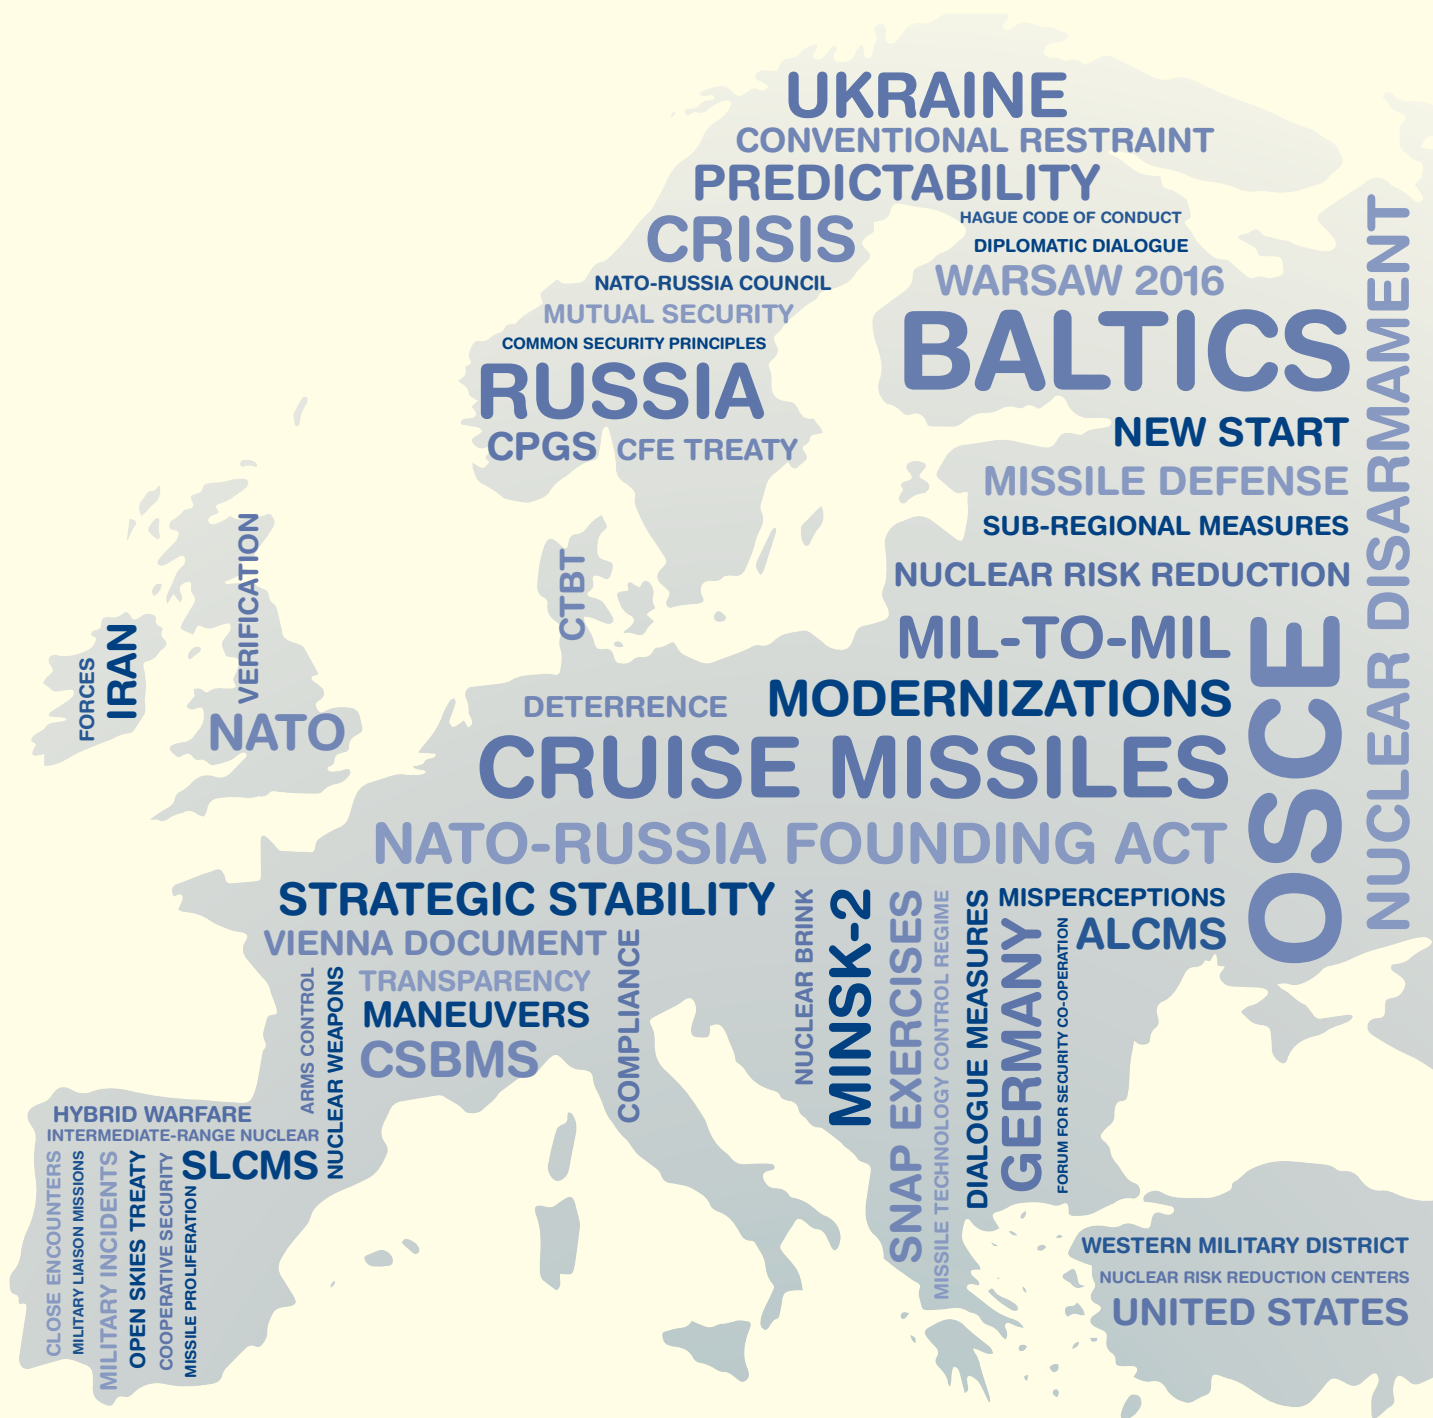 UKRAINE
CONVENTIONAL RESTRAINT
PREDICTABILITY
CRISIS
HAGUE CODE OF CONDUCT
DIPLOMATIC DIALOGUE
NATO-RUSSIA COUNCIL
WARSAW 2016
MUTUAL SECURITY
COMMON SECURITY PRINCIPLES
BALTICS
RUSSIA
CPGS
CFE TREATY
NEW START
MISSILE DEFENSE
SUB-REGIONAL MEASURES
NUCLEAR RISK REDUCTION
NUCLEAR DISARMAMENT
VERIFICATION
CTBT
FORCES
IRAN
NATO
MIL-TO-MIL
OSCE
DETERRENCE
MODERNIZATIONS
CRUISE MISSILES
NATO-RUSSIA FOUNDING ACT
STRATEGIC STABILITY
VIENNA DOCUMENT
TRANSPARENCY
MANEUVERS
CSBMS
ARMS CONTROL
NUCLEAR WEAPONS
COMPLIANCE
NUCLEAR BRINK
MINSK-2
SNAP EXERCISES
MISSILE TECHNOLOGY CONTROL REGIME
DIALOGUE MEASURES
MISPERCEPTIONS
GERMANY
FORUM FOR SECURITY CO-OPERATION
ALCMS
HYBRID WARFARE
INTERMEDIATE-RANGE NUCLEAR
SLCMS
CLOSE ENCOUNTERS
MILITARY LIAISON MISSIONS
MILITARY INCIDENTS
OPEN SKIES TREATY
COOPERATIVE SECURITY
MISSILE PROLIFERATION
WESTERN MILITARY DISTRICT
NUCLEAR RISK REDUCTION CENTERS
UNITED STATES